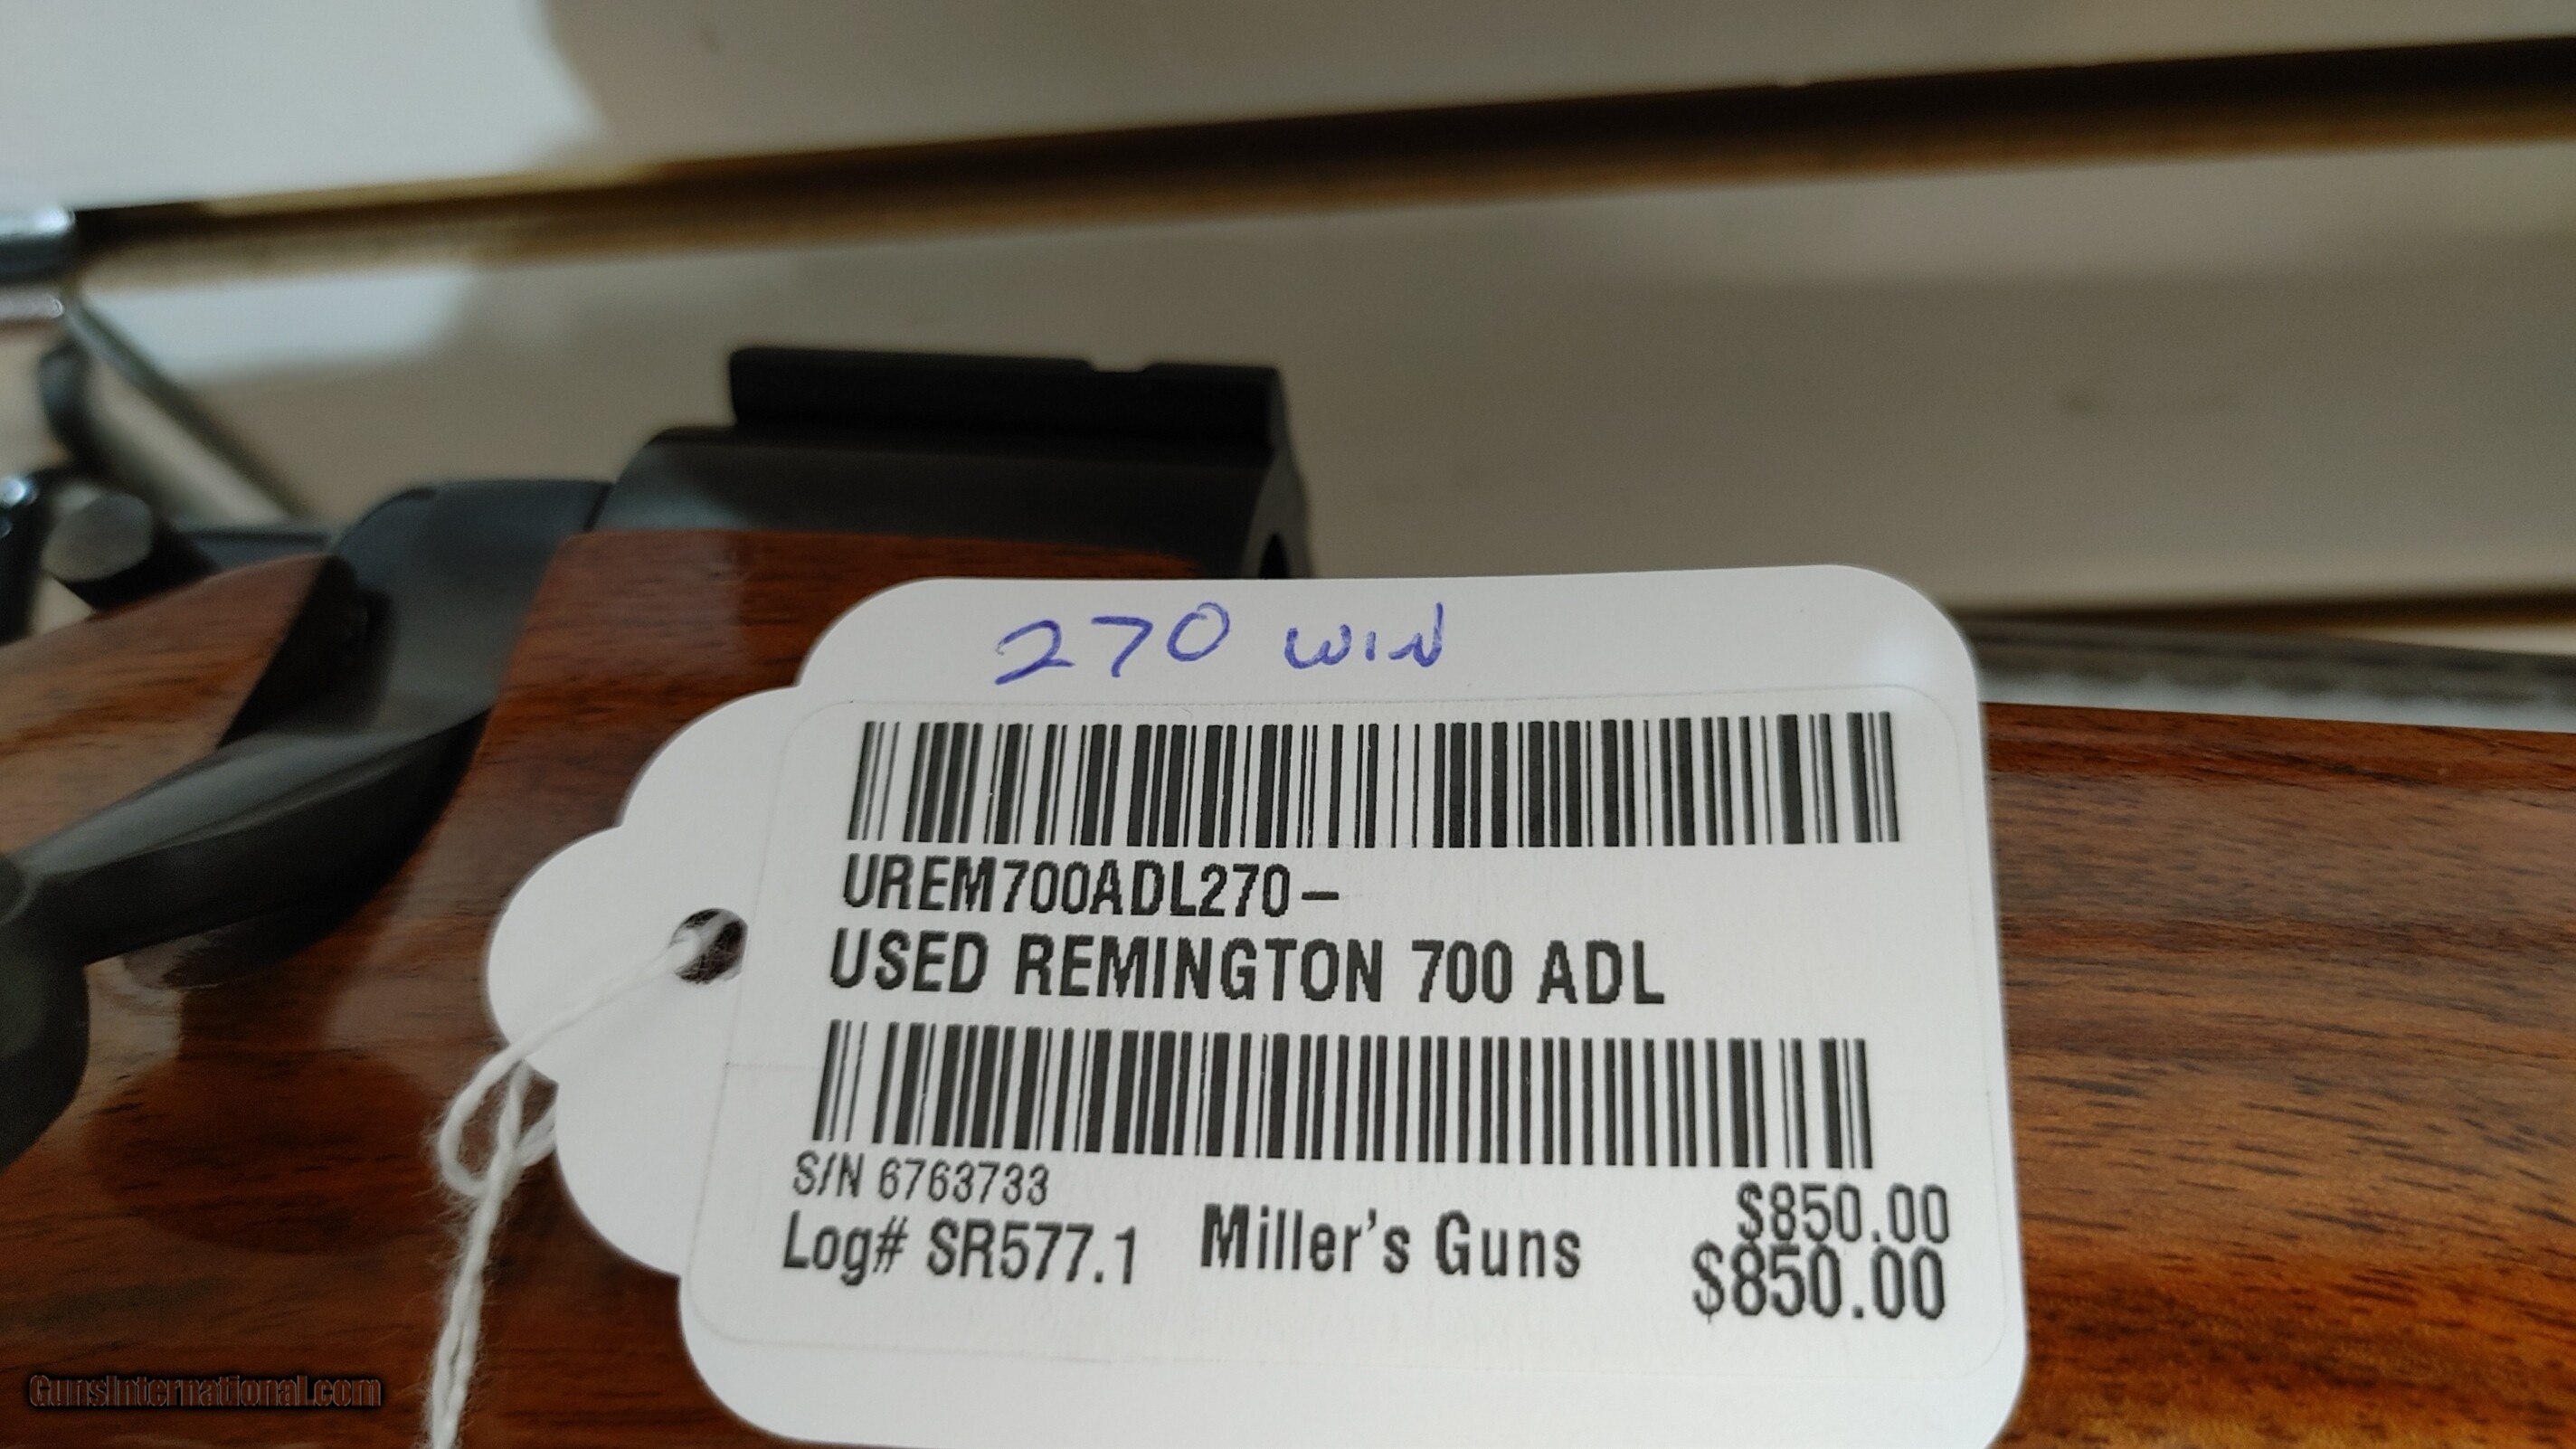 270 WIN
UREM700ADL270-
USED REMINGTON 700 ADL
S/N 6763733
$850.00
Log# SR577.1 Miller's Guns $850.00
GunsInternational.com